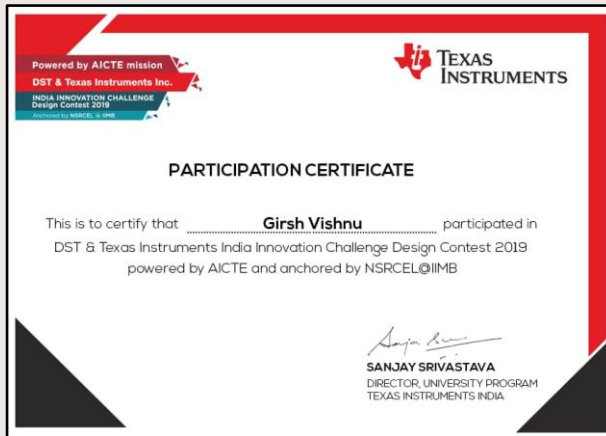 Powered by AICTE mission
DST & Texas Instruments Inc.
INDIA INNOVATION CHALLENGE
Design Contest 2019
Anchored by NSRCEL @ IIMB
TEXAS
INSTRUMENTS
PARTICIPATION CERTIFICATE
This is to certify that Girsh Vishnu participated in
DST & Texas Instruments India Innovation Challenge Design Contest 2019
powered by AICTE and anchored by NSRCEL@IIMB
SANJAY SRIVASTAVA
DIRECTOR, UNIVERSITY PROGRAM
TEXAS INSTRUMENTS INDIA